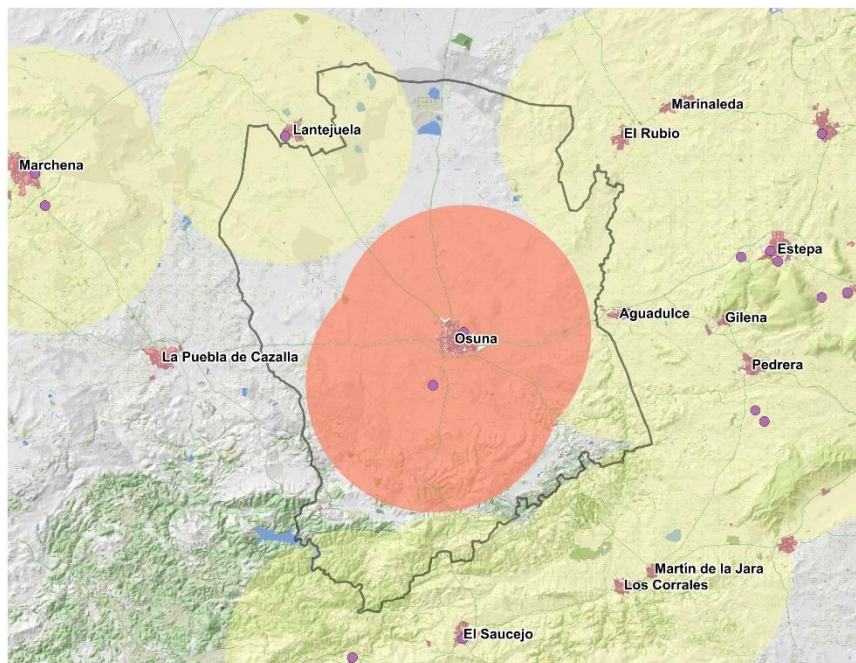 Marinaleda
Lantejuela
El Rubio
Marchena
Estepa
Aguadulce
Gilena
Osuna
La Puebla de Cazalla
Pedrera
Martín de la Jara
Los Corrales
El Saucejo